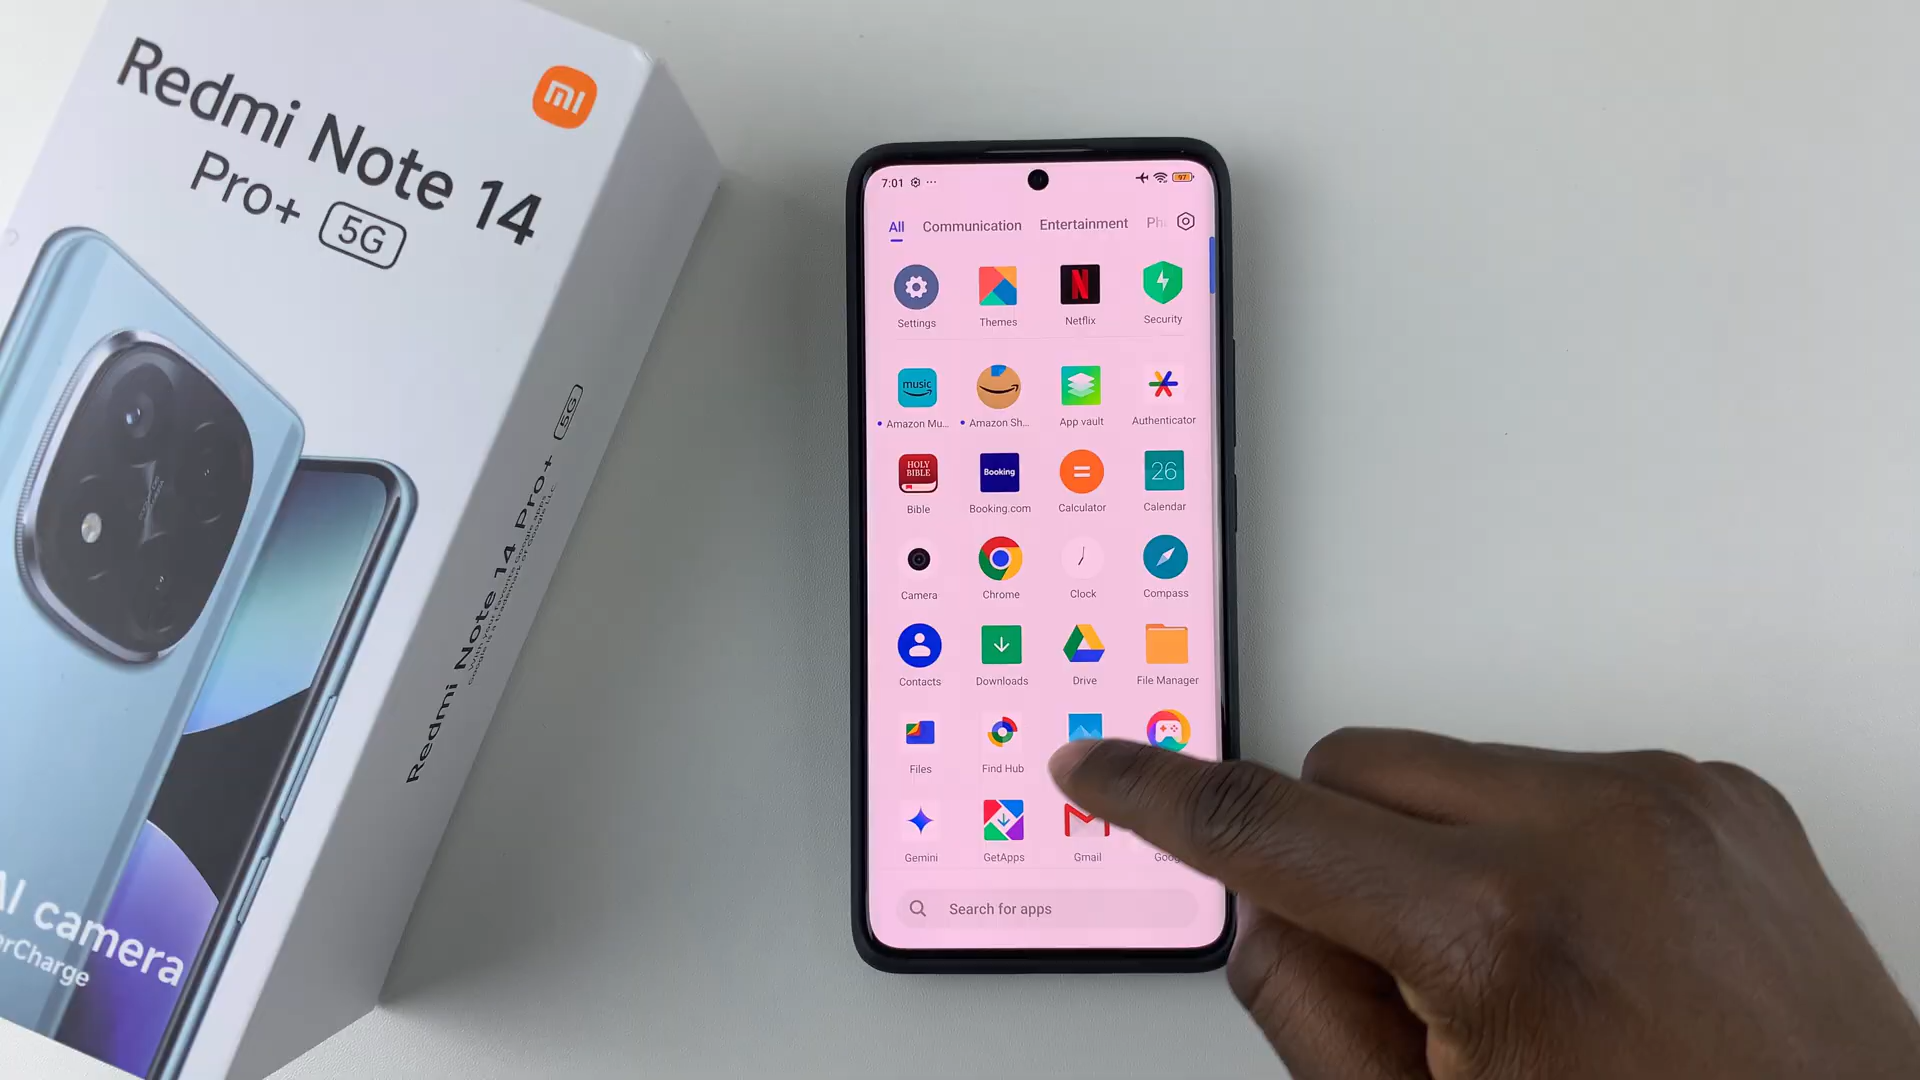 Redmi Note 14
Pro+ 5G
mi
AI camera
Redmi Note 14 Pro+ 5G
7:01
97
All Communication Entertainment
Settings Themes Netflix Security
music
Amazon Mu... Amazon Sh... App vault Authenticator
HOLY
BIBLE
Booking
26
Bible Booking.com Calculator Calendar
Camera Chrome Clock Compass
Contacts Downloads Drive File Manager
Files Find Hub
Gemini GetApps Gmail
Search for apps